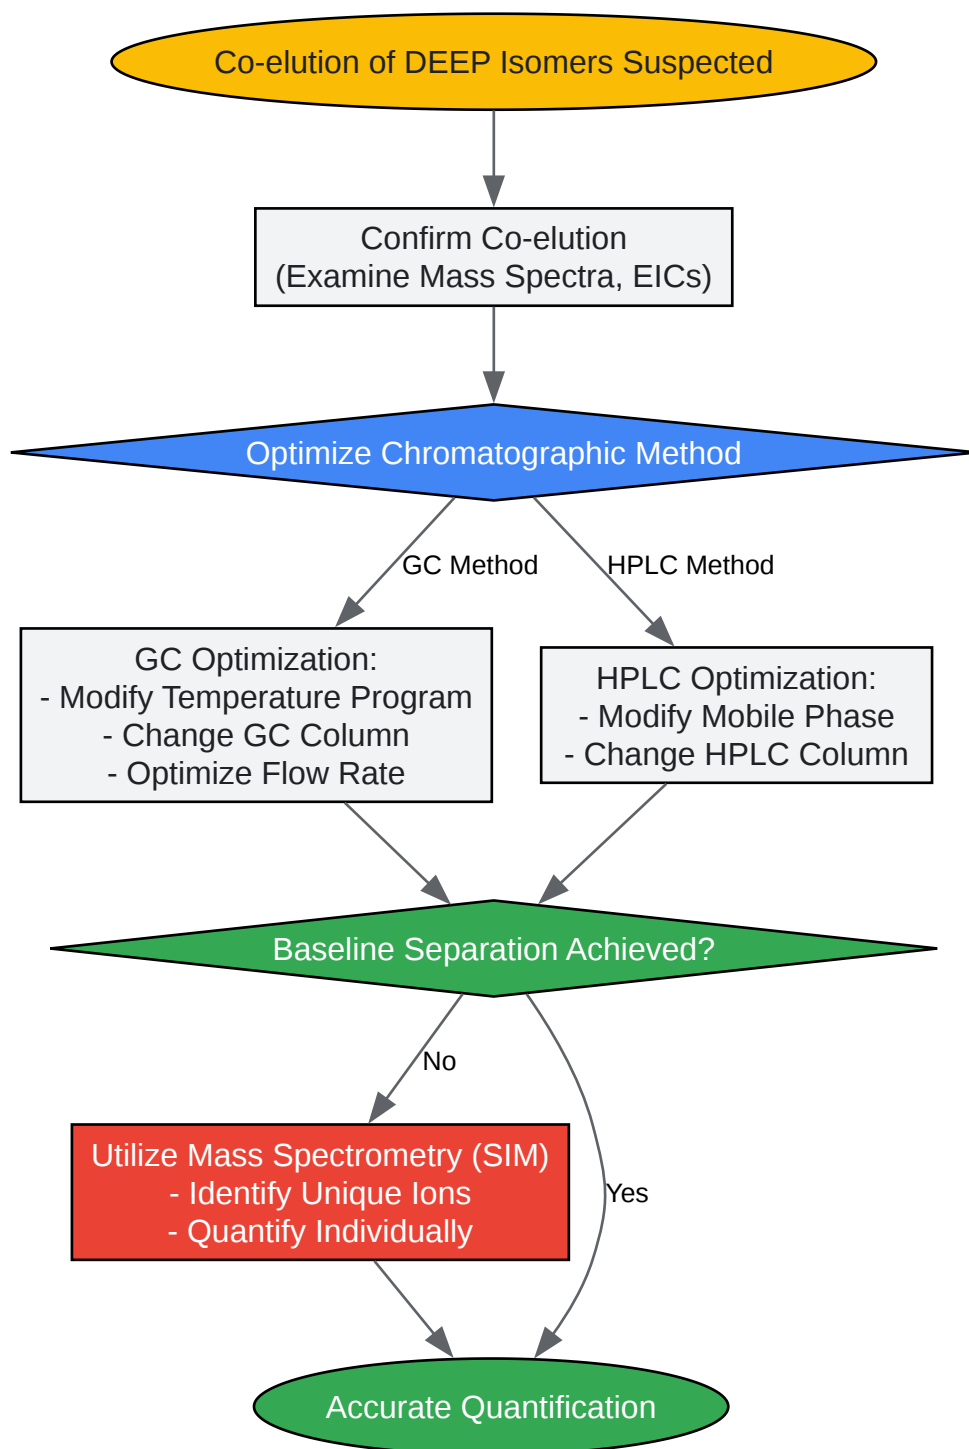 Co-elution of DEEP Isomers Suspected
Confirm Co-elution
(Examine Mass Spectra, EICs)
Optimize Chromatographic Method
GC Method
HPLC Method
GC Optimization:
- Modify Temperature Program
- Change GC Column
- Optimize Flow Rate
HPLC Optimization:
- Modify Mobile Phase
- Change HPLC Column
Baseline Separation Achieved?
No
Utilize Mass Spectrometry (SIM)
- Identify Unique Ions
- Quantify Individually
Yes
Accurate Quantification